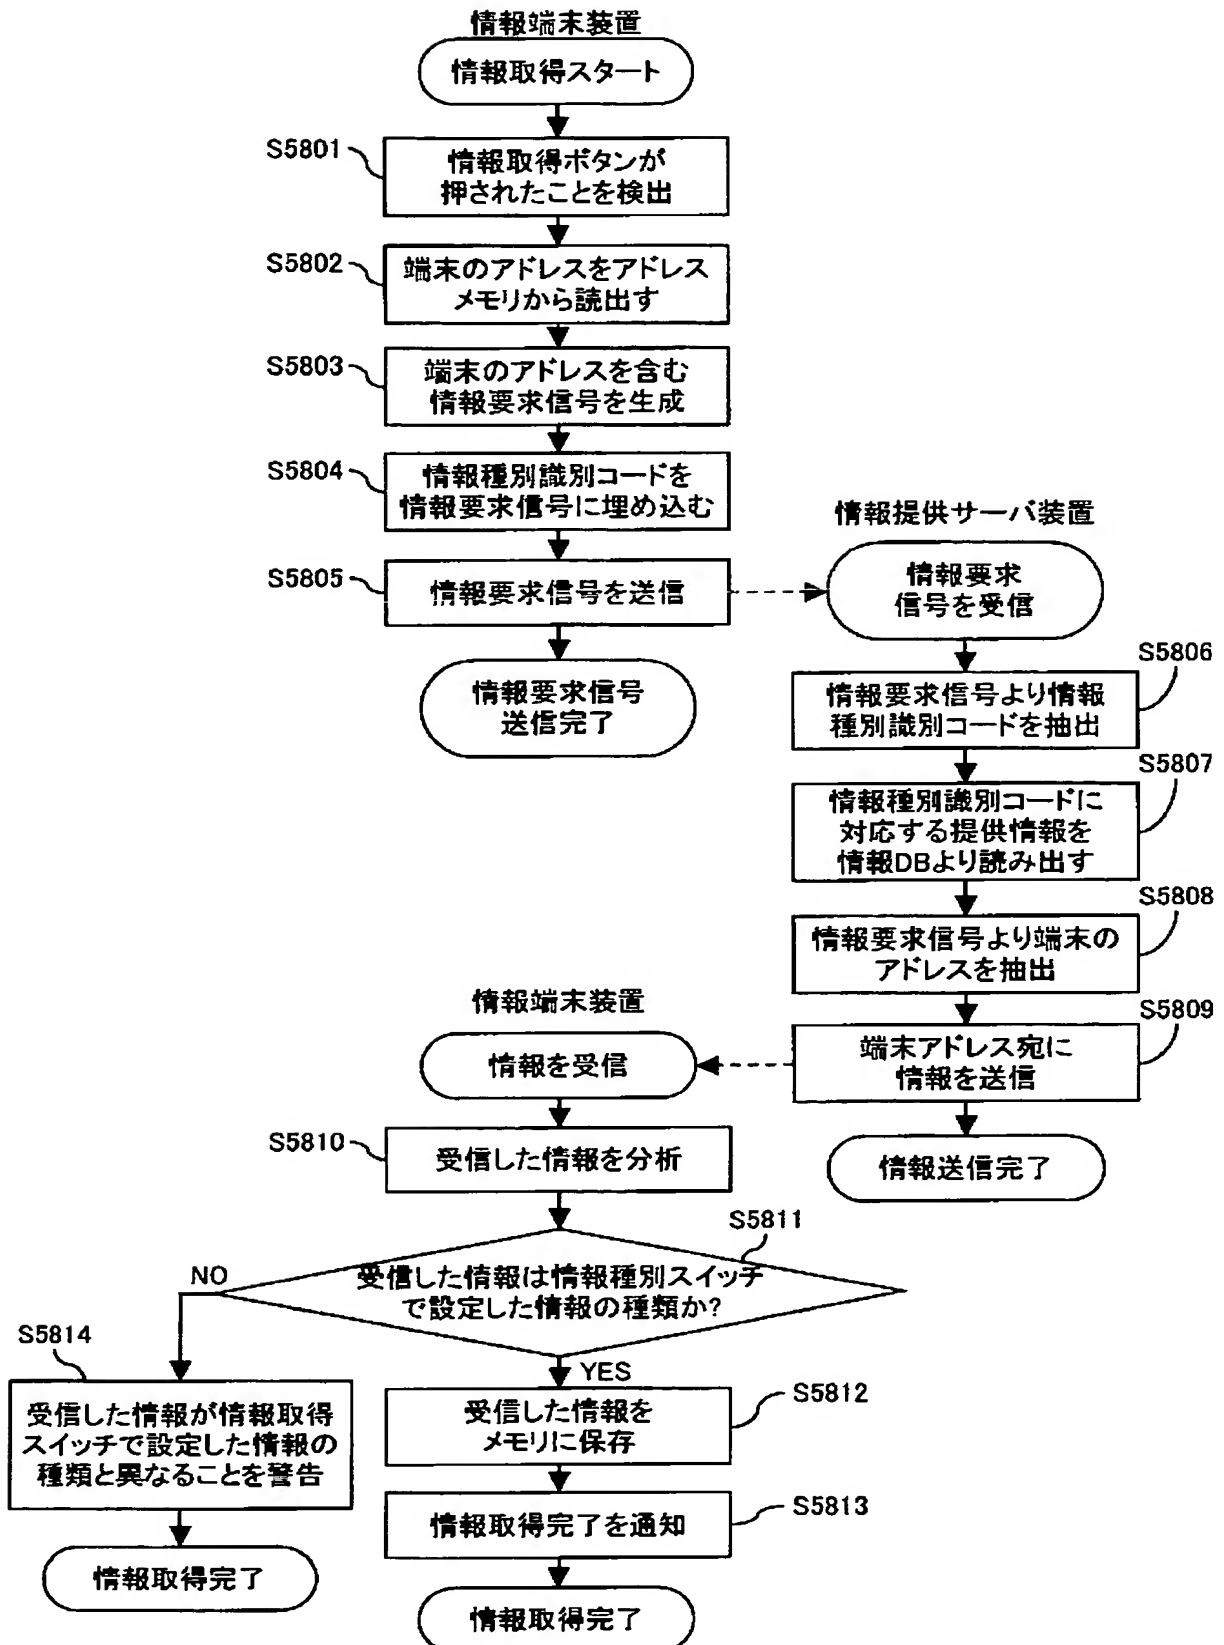 情報端末装置
情報取得スタート
S5801
情報取得ボタンが
押されたことを検出
S5802
端末のアドレスをアドレス
メモリから読出す
S5803
端末のアドレスを含む
情報要求信号を生成
S5804
情報種別識別コードを
情報要求信号に埋め込む
S5805
情報要求信号を送信
情報要求信号
送信完了
情報提供サーバ装置
情報要求
信号を受信
S5806
情報要求信号より情報
種別識別コードを抽出
S5807
情報種別識別コードに
対応する提供情報を
情報DBより読み出す
S5808
情報要求信号より端末の
アドレスを抽出
S5809
端末アドレス宛に
情報を送信
情報送信完了
情報端末装置
情報を受信
S5810
受信した情報を分析
S5811
受信した情報は情報種別スイッチ
で設定した情報の種類か?
NO
YES
S5814
受信した情報が情報取得
スイッチで設定した情報の
種類と異なることを警告
情報取得完了
S5812
受信した情報を
メモリに保存
S5813
情報取得完了を通知
情報取得完了